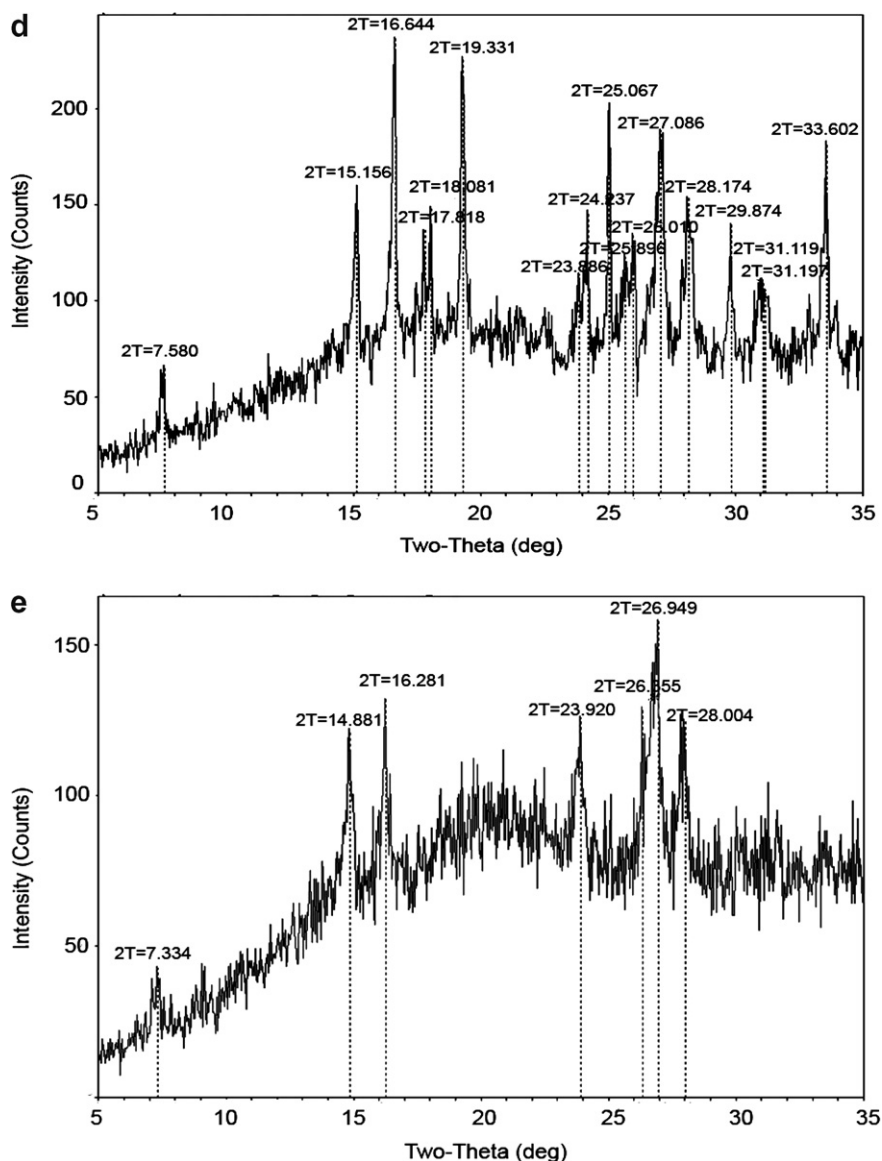 d
2T=16.644
2T=19.331
2T=25.067
2T=27.086
2T=33.602
2T=15.156
2T=18.081
2T=17.818
2T=24.237
2T=28.174
2T=29.874
2T=26.010
2T=25.896
2T=31.119
2T=23.886
2T=31.197
2T=7.580
Intensity (Counts)
200
150
100
50
0
5 10 15 20 25 30 35
Two-Theta (deg)
e
2T=26.949
2T=16.281
2T=14.881
2T=23.920
2T=28.004
2T=7.334
Intensity (Counts)
150
100
50
5 10 15 20 25 30 35
Two-Theta (deg)